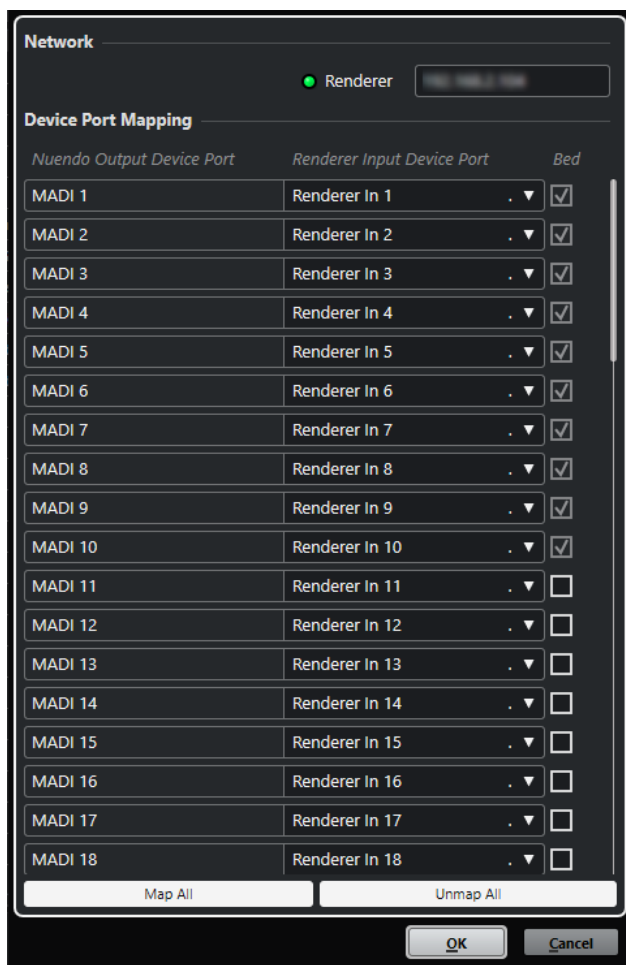 Network
Renderer
Device Port Mapping
Nuendo Output Device Port Renderer Input Device Port Bed
MADI 1 Renderer In 1 .
MADI 2 Renderer In 2 .
MADI 3 Renderer In 3 .
MADI 4 Renderer In 4 .
MADI 5 Renderer In 5 .
MADI 6 Renderer In 6 .
MADI 7 Renderer In 7 .
MADI 8 Renderer In 8 .
MADI 9 Renderer In 9 .
MADI 10 Renderer In 10 .
MADI 11 Renderer In 11 .
MADI 12 Renderer In 12 .
MADI 13 Renderer In 13 .
MADI 14 Renderer In 14 .
MADI 15 Renderer In 15 .
MADI 16 Renderer In 16 .
MADI 17 Renderer In 17 .
MADI 18 Renderer In 18 .
Map All Unmap All
OK Cancel